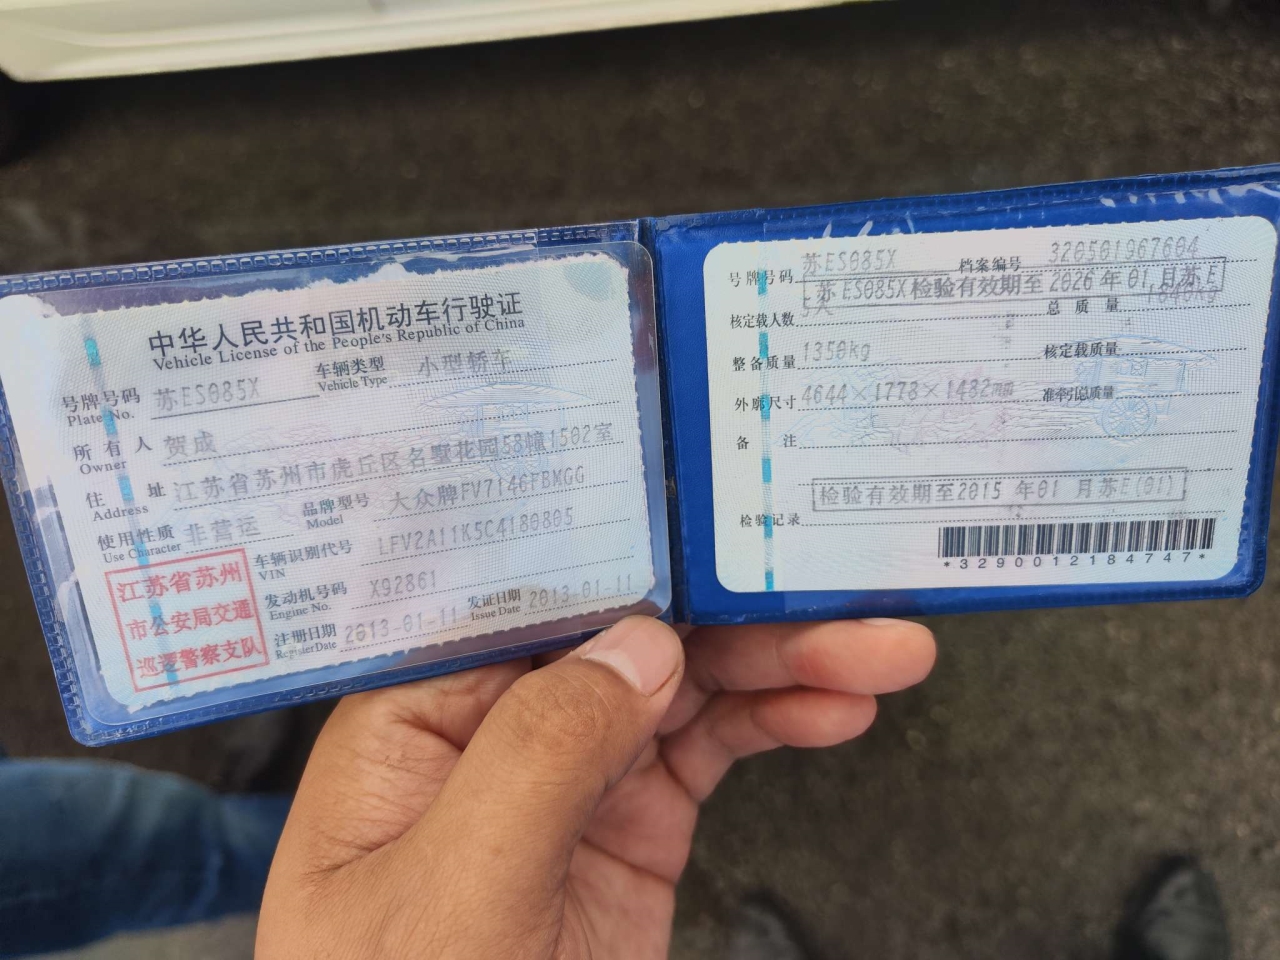 中华人民共和国机动车行驶证
Vehicle License of the People's Republic of China
号牌号码 苏ES085X 车辆类型 小型轿车
Plate No. Vehicle Type
所有人 贺成
Owner
住址 江苏省苏州市虎丘区名墅花园58幢1502室
Address
使用性质 非营运 品牌型号 大众牌FV7146FBMGG
Use Character Model
江苏省苏州
市公安局交通
巡逻警察支队
车辆识别代号 LFV2A11K5C4180805
VIN
发动机号码 X92861
Engine No.
注册日期 2013-01-11 发证日期 2013-01-11
Register Date Issue Date
号牌号码 苏ES085X 档案编号 320501967604
苏ES085X检验有效期至2026年01月苏E
核定载人数 5人 总质量
整备质量 1350kg 核定载质量
外廓尺寸 4644×1778×1482mm 准牵引总质量
备注
检验有效期至2015年01月苏E(01)
检验记录
*3290012184747*